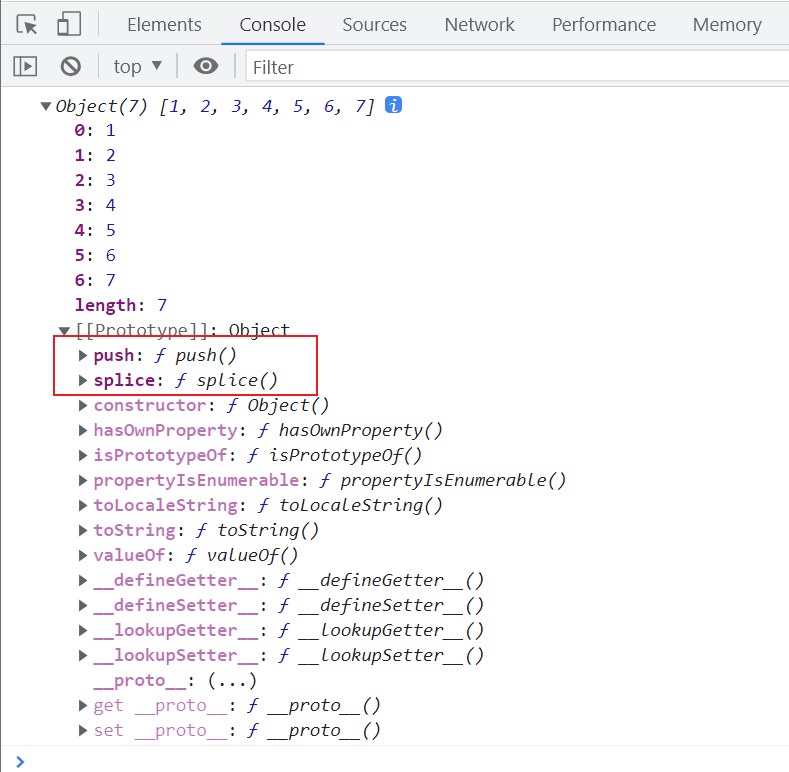 Elements Console Sources Network Performance Memory
top Filter
Object(7) [1, 2, 3, 4, 5, 6, 7] i
0: 1
1: 2
2: 3
3: 4
4: 5
5: 6
6: 7
length: 7
[[Prototype]]: Object
push: ƒ push()
splice: ƒ splice()
constructor: ƒ Object()
hasOwnProperty: ƒ hasOwnProperty()
isPrototypeOf: ƒ isPrototypeOf()
propertyIsEnumerable: ƒ propertyIsEnumerable()
toLocaleString: ƒ toLocaleString()
toString: ƒ toString()
valueOf: ƒ valueOf()
__defineGetter__: ƒ __defineGetter__()
__defineSetter__: ƒ __defineSetter__()
__lookupGetter__: ƒ __lookupGetter__()
__lookupSetter__: ƒ __lookupSetter__()
__proto__: (...)
get __proto__: ƒ __proto__()
set __proto__: ƒ __proto__()